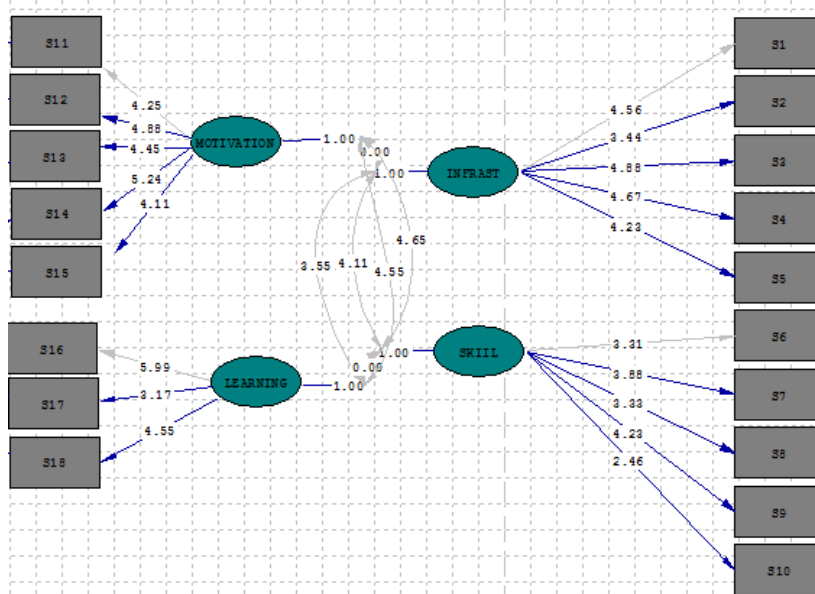 S11
S12
S13
S14
S15
S16
S17
S18
MOTIVATION
LEARNING
4.25
4.88
4.45
5.24
4.11
5.99
3.17
4.55
1.00
0.00
1.00
3.55
4.11
4.55
4.65
1.00
0.00
1.00
INFRAST
SKIIL
4.56
3.44
4.88
4.67
4.23
3.31
3.88
3.33
4.23
2.46
S1
S2
S3
S4
S5
S6
S7
S8
S9
S10